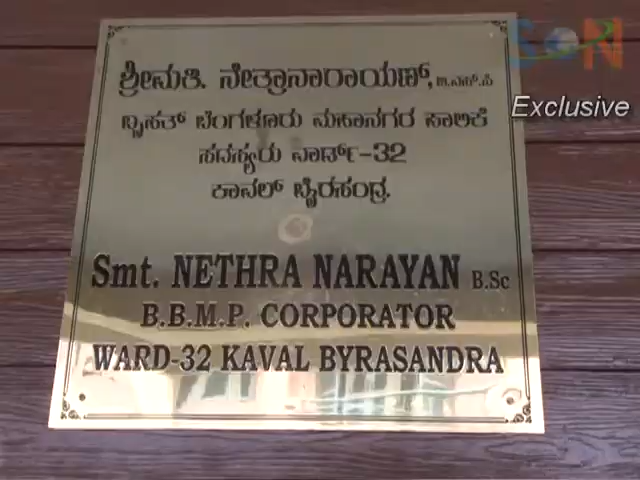 SCN
Exclusive
ಶ್ರೀಮತಿ. ನೇತ್ರಾನಾರಾಯಣ್, ಬಿ.ಎಸ್.ಸಿ
ಬೃಹತ್ ಬೆಂಗಳೂರು ಮಹಾನಗರ ಪಾಲಿಕೆ
ಸದಸ್ಯರು ವಾರ್ಡ್-32
ಕಾವಲ್ ಬೈರಸಂದ್ರ.
Smt. NETHRA NARAYAN B.Sc
B.B.M.P. CORPORATOR
WARD-32 KAVAL BYRASANDRA